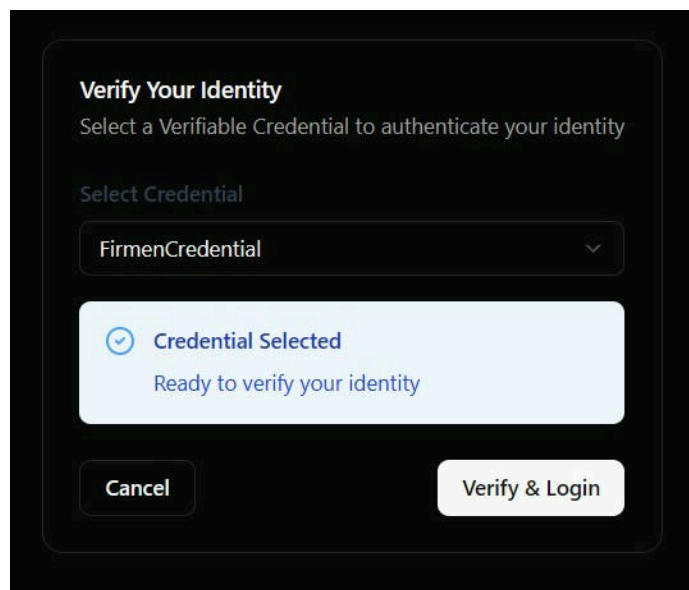 Verify Your Identity
Select a Verifiable Credential to authenticate your identity
Select Credential
FirmenCredential
Credential Selected
Ready to verify your identity
Cancel
Verify & Login